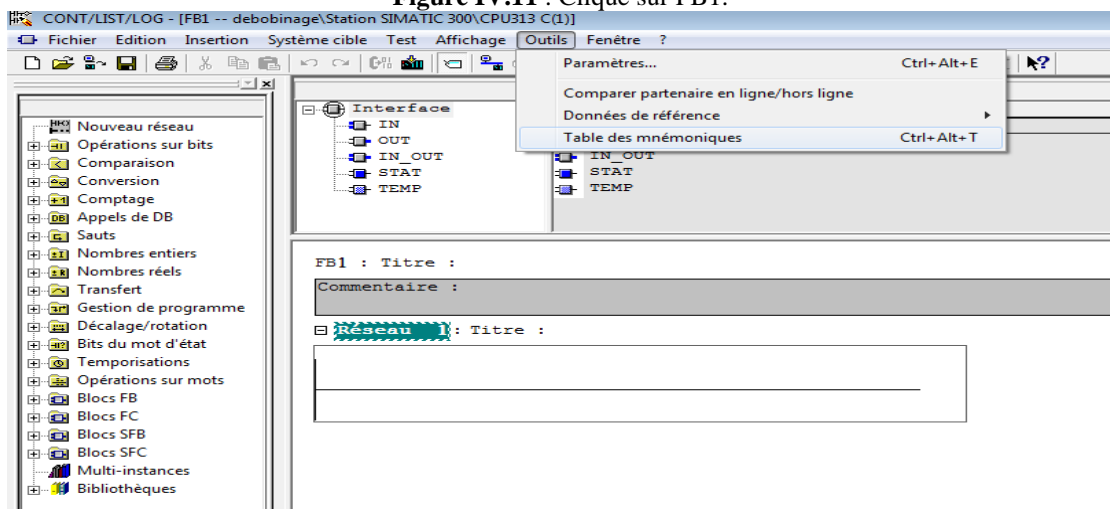 Figure IV.11 : Clique sur FB1.
CONT/LIST/LOG - [FB1 -- debobinage\Station SIMATIC 300\CPU313 C(1)]
Fichier Edition Insertion Système cible Test Affichage Outils Fenêtre ?
Paramètres... Ctrl+Alt+E
Comparer partenaire en ligne/hors ligne
Données de référence
Table des mnémoniques Ctrl+Alt+T
Interface
IN
OUT
IN_OUT
STAT
TEMP
IN_OUT
STAT
TEMP
Nouveau réseau
Opérations sur bits
Comparaison
Conversion
Comptage
Appels de DB
Sauts
Nombres entiers
Nombres réels
Transfert
Gestion de programme
Décalage/rotation
Bits du mot d'état
Temporisations
Opérations sur mots
Blocs FB
Blocs FC
Blocs SFB
Blocs SFC
Multi-instances
Bibliothèques
FB1 : Titre :
Commentaire :
Réseau 1 : Titre :